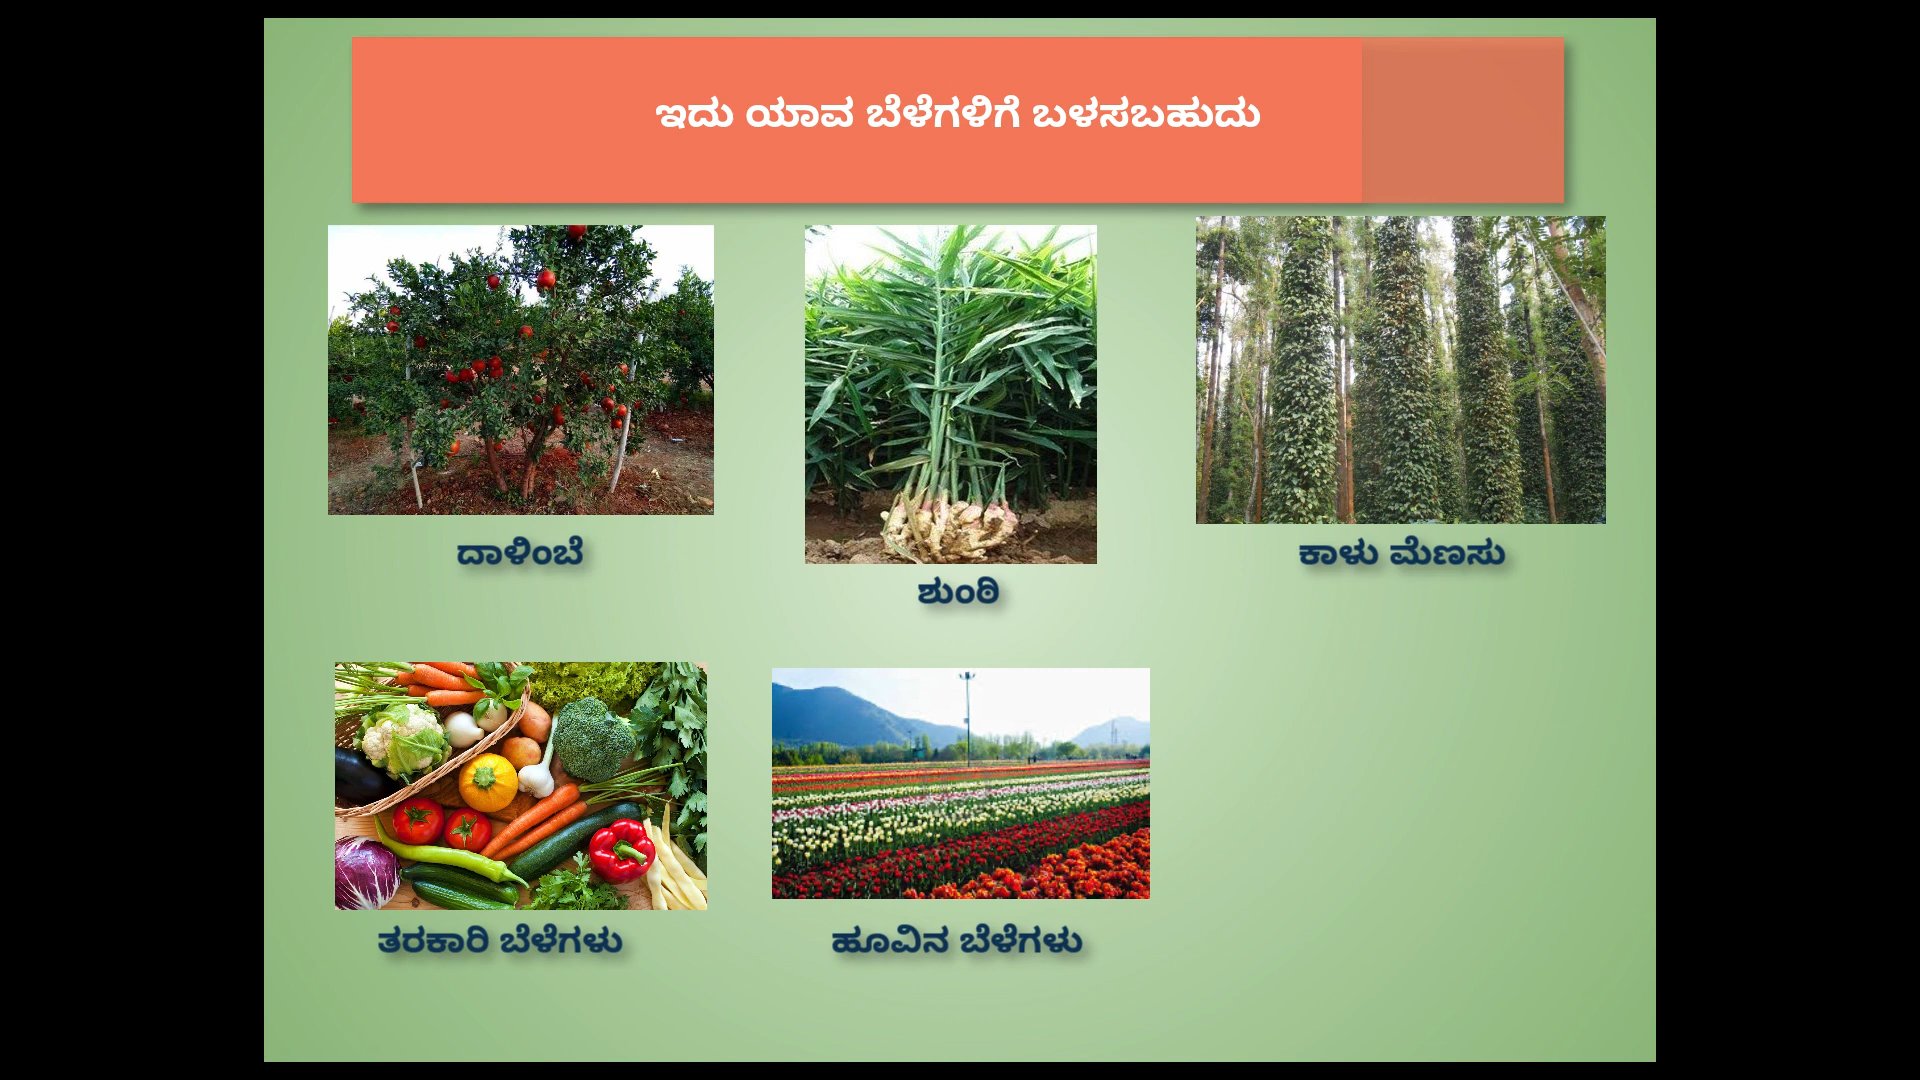 ಇದು ಯಾವ ಬೆಳೆಗಳಿಗೆ ಬಳಸಬಹುದು
ದಾಳಿಂಬೆ
ಶುಂಠಿ
ಕಾಳು ಮೆಣಸು
ತರಕಾರಿ ಬೆಳೆಗಳು
ಹೂವಿನ ಬೆಳೆಗಳು